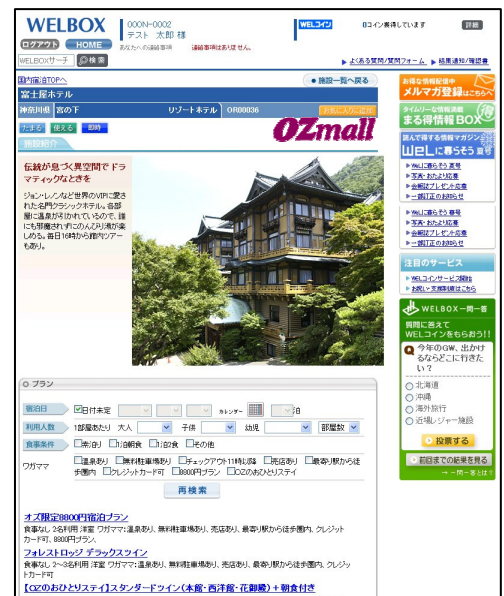 WELBOX
000N-0002
テスト 太郎 様
WELコイン
0コイン獲得しています
詳細
ログアウト
HOME
あなたへの連絡事項
連絡事項はありません。
WELBOXサーチ
検索
よくある質問/質問フォーム
結果通知/確認書
国内宿泊TOPへ
施設一覧へ戻る
富士屋ホテル
神奈川県
宮の下
リゾートホテル
OR80036
お気に入りに追加
たまる
使える
即時
OZmall
施設紹介
伝統が息づく異空間でドラ
マティックなときを
ジョン・レノンなど世界のVIPに愛さ
れた名門クラシックホテル。各部
屋に温泉が引かれているので、誰
にも邪魔されずにのんびり湯が楽
しめる。毎日16時から館内ツアー
もあり。
プラン
宿泊日
日付未定
カレンダー
泊
利用人数
1部屋あたり 大人
子供
幼児
部屋数
食事条件
素泊り
1泊朝食
1泊2食
その他
ワガママ
温泉あり
無料駐車場あり
チェックアウト11時以降
売店あり
最寄り駅から徒
歩圏内
クレジットカード可
8800円プラン
OZのおひとりステイ
再検索
オズ限定8800円宿泊プラン
食事なし 2名利用 洋室 ワガママ:温泉あり、無料駐車場あり、売店あり、最寄り駅から徒歩圏内、クレジット
カード可、8800円プラン、
フォレストロッジ デラックスツイン
食事なし 2～3名利用 洋室 ワガママ:温泉あり、無料駐車場あり、売店あり、最寄り駅から徒歩圏内、クレジッ
トカード可
【OZのおひとりステイ】スタンダードツイン(本館・西洋館・花御殿)+朝食付き
お得な情報配信中
メルマガ登録はこちらへ
タイムリーな情報満載
まる得情報BOX
読んで得する情報マガジン
WeLに暮らそう 夏号
WeLに暮らそう 夏号
写真・おたより応募
会報誌プレゼント応募
一部訂正のお知らせ
WeLに暮らそう 春号
写真・おたより応募
会報誌プレゼント応募
一部訂正のお知らせ
注目のサービス
WELコインサービス開始
お祝い・支援制度はこちら
WELBOX一問一答
質問に答えて
WELコインをもらおう!!
Q
今年のGW、出かけ
るならどこに行きた
い?
北海道
沖縄
海外旅行
近場レジャー施設
投票する
前回までの結果を見る
→ 一問一答とは?